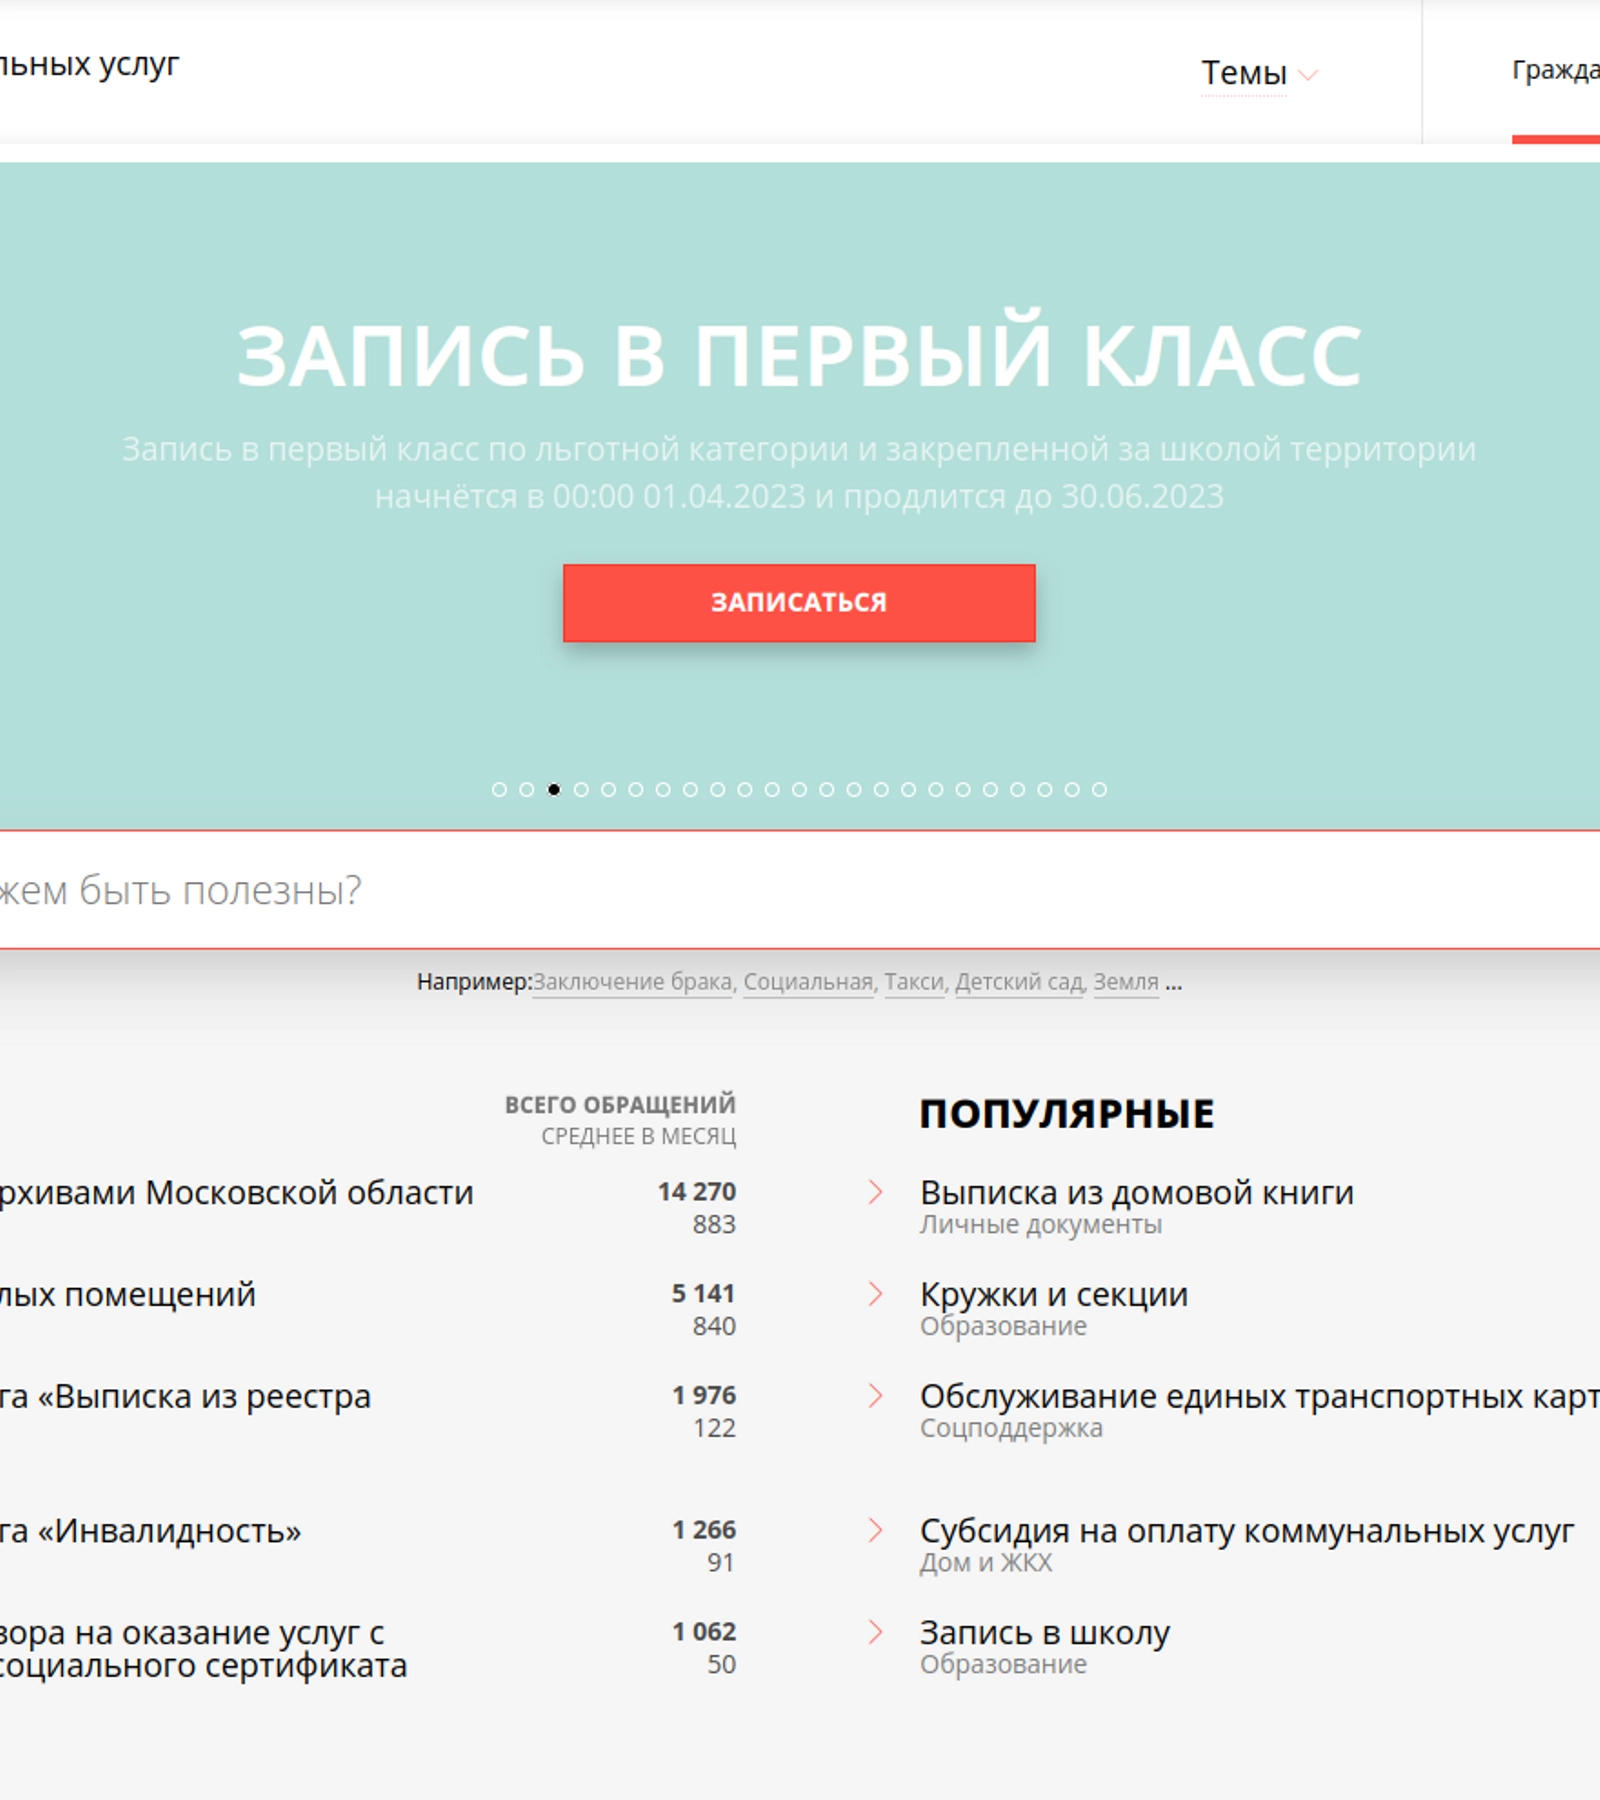 льных услуг
Темы
Гражда
ЗАПИСЬ В ПЕРВЫЙ КЛАСС
Запись в первый класс по льготной категории и закрепленной за школой территории
начнётся в 00:00 01.04.2023 и продлится до 30.06.2023
ЗАПИСАТЬСЯ
жем быть полезны?
Например:Заключение брака, Социальная, Такси, Детский сад, Земля ...
ВСЕГО ОБРАЩЕНИЙ
СРЕДНЕЕ В МЕСЯЦ
рхивами Московской области
14 270
883
лых помещений
5 141
840
га «Выписка из реестра
1 976
122
га «Инвалидность»
1 266
91
вора на оказание услуг с
социального сертификата
1 062
50
ПОПУЛЯРНЫЕ
Выписка из домовой книги
Личные документы
Кружки и секции
Образование
Обслуживание единых транспортных карт
Соцподдержка
Субсидия на оплату коммунальных услуг
Дом и ЖКХ
Запись в школу
Образование